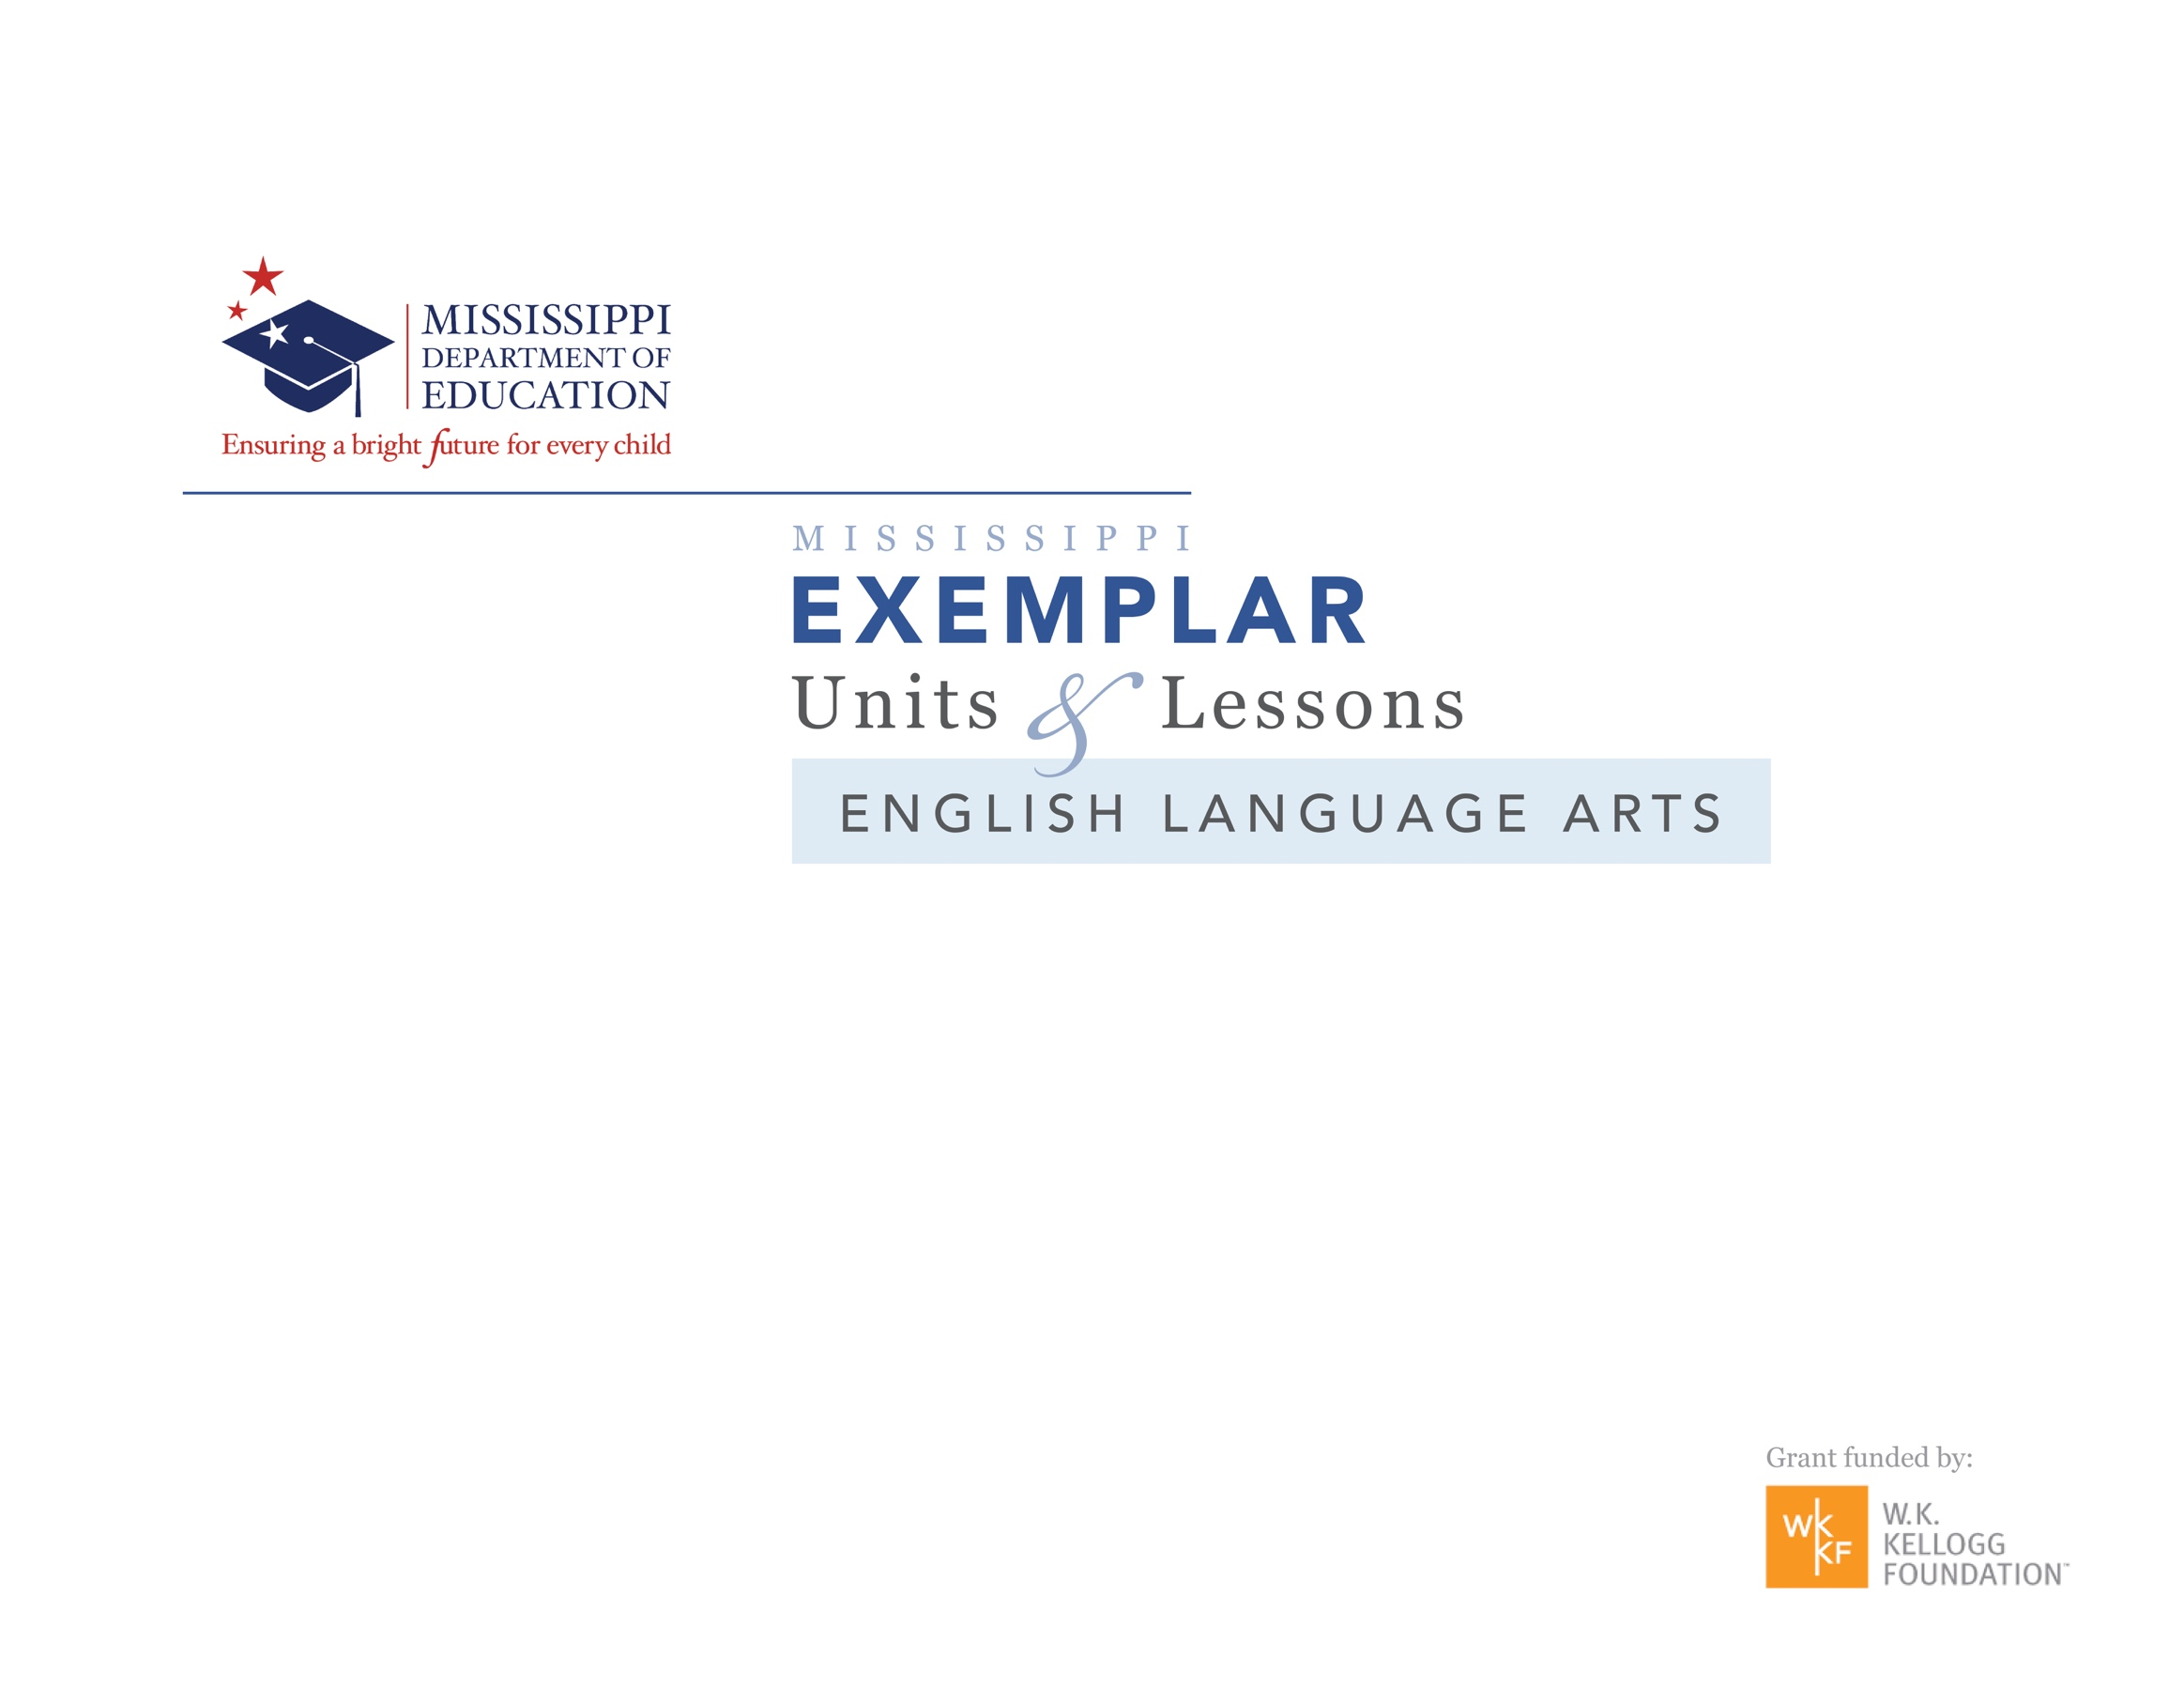 MISSISSIPPI
DEPARTMENT OF
EDUCATION
Ensuring a bright future for every child
MISSISSIPPI
EXEMPLAR
Units & Lessons
ENGLISH LANGUAGE ARTS
Grant funded by:
WK
KF
W.K.
KELLOGG
FOUNDATION™